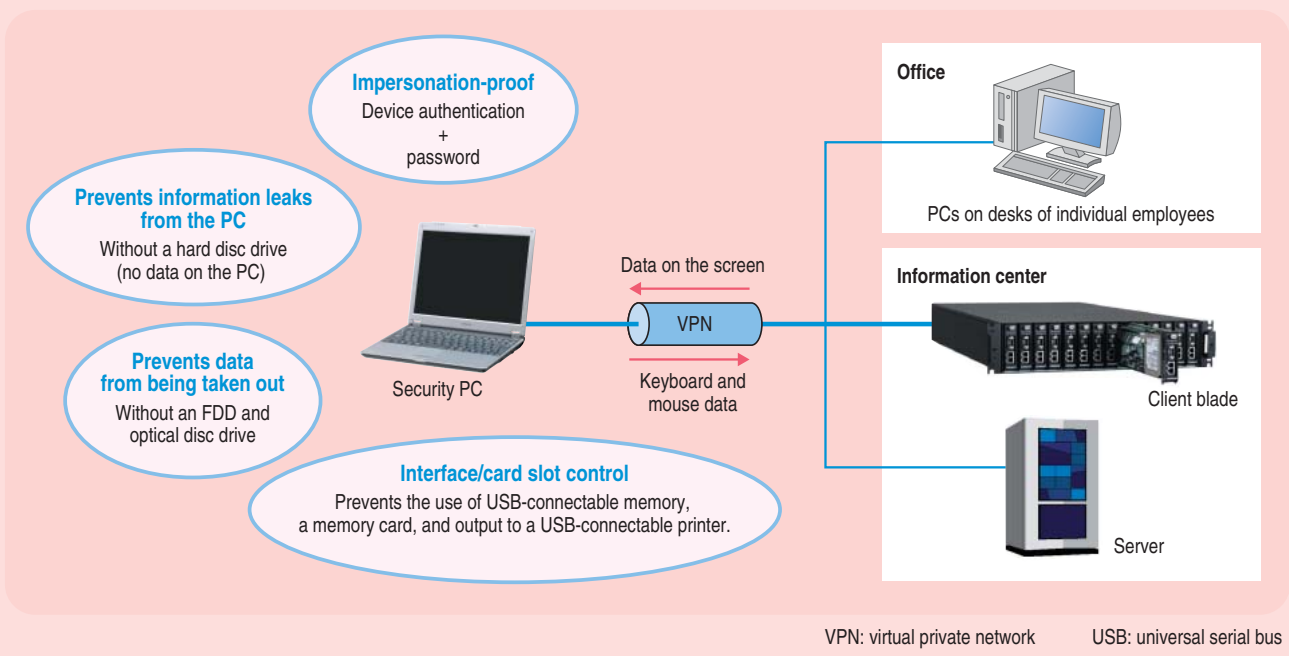 Impersonation-proof
Device authentication
+
password
Prevents information leaks
from the PC
Without a hard disc drive
(no data on the PC)
Prevents data
from being taken out
Without an FDD and
optical disc drive
Interface/card slot control
Prevents the use of USB-connectable memory,
a memory card, and output to a USB-connectable printer.
Security PC
Data on the screen
VPN
Keyboard and
mouse data
Office
PCs on desks of individual employees
Information center
Client blade
Server
VPN: virtual private network
USB: universal serial bus